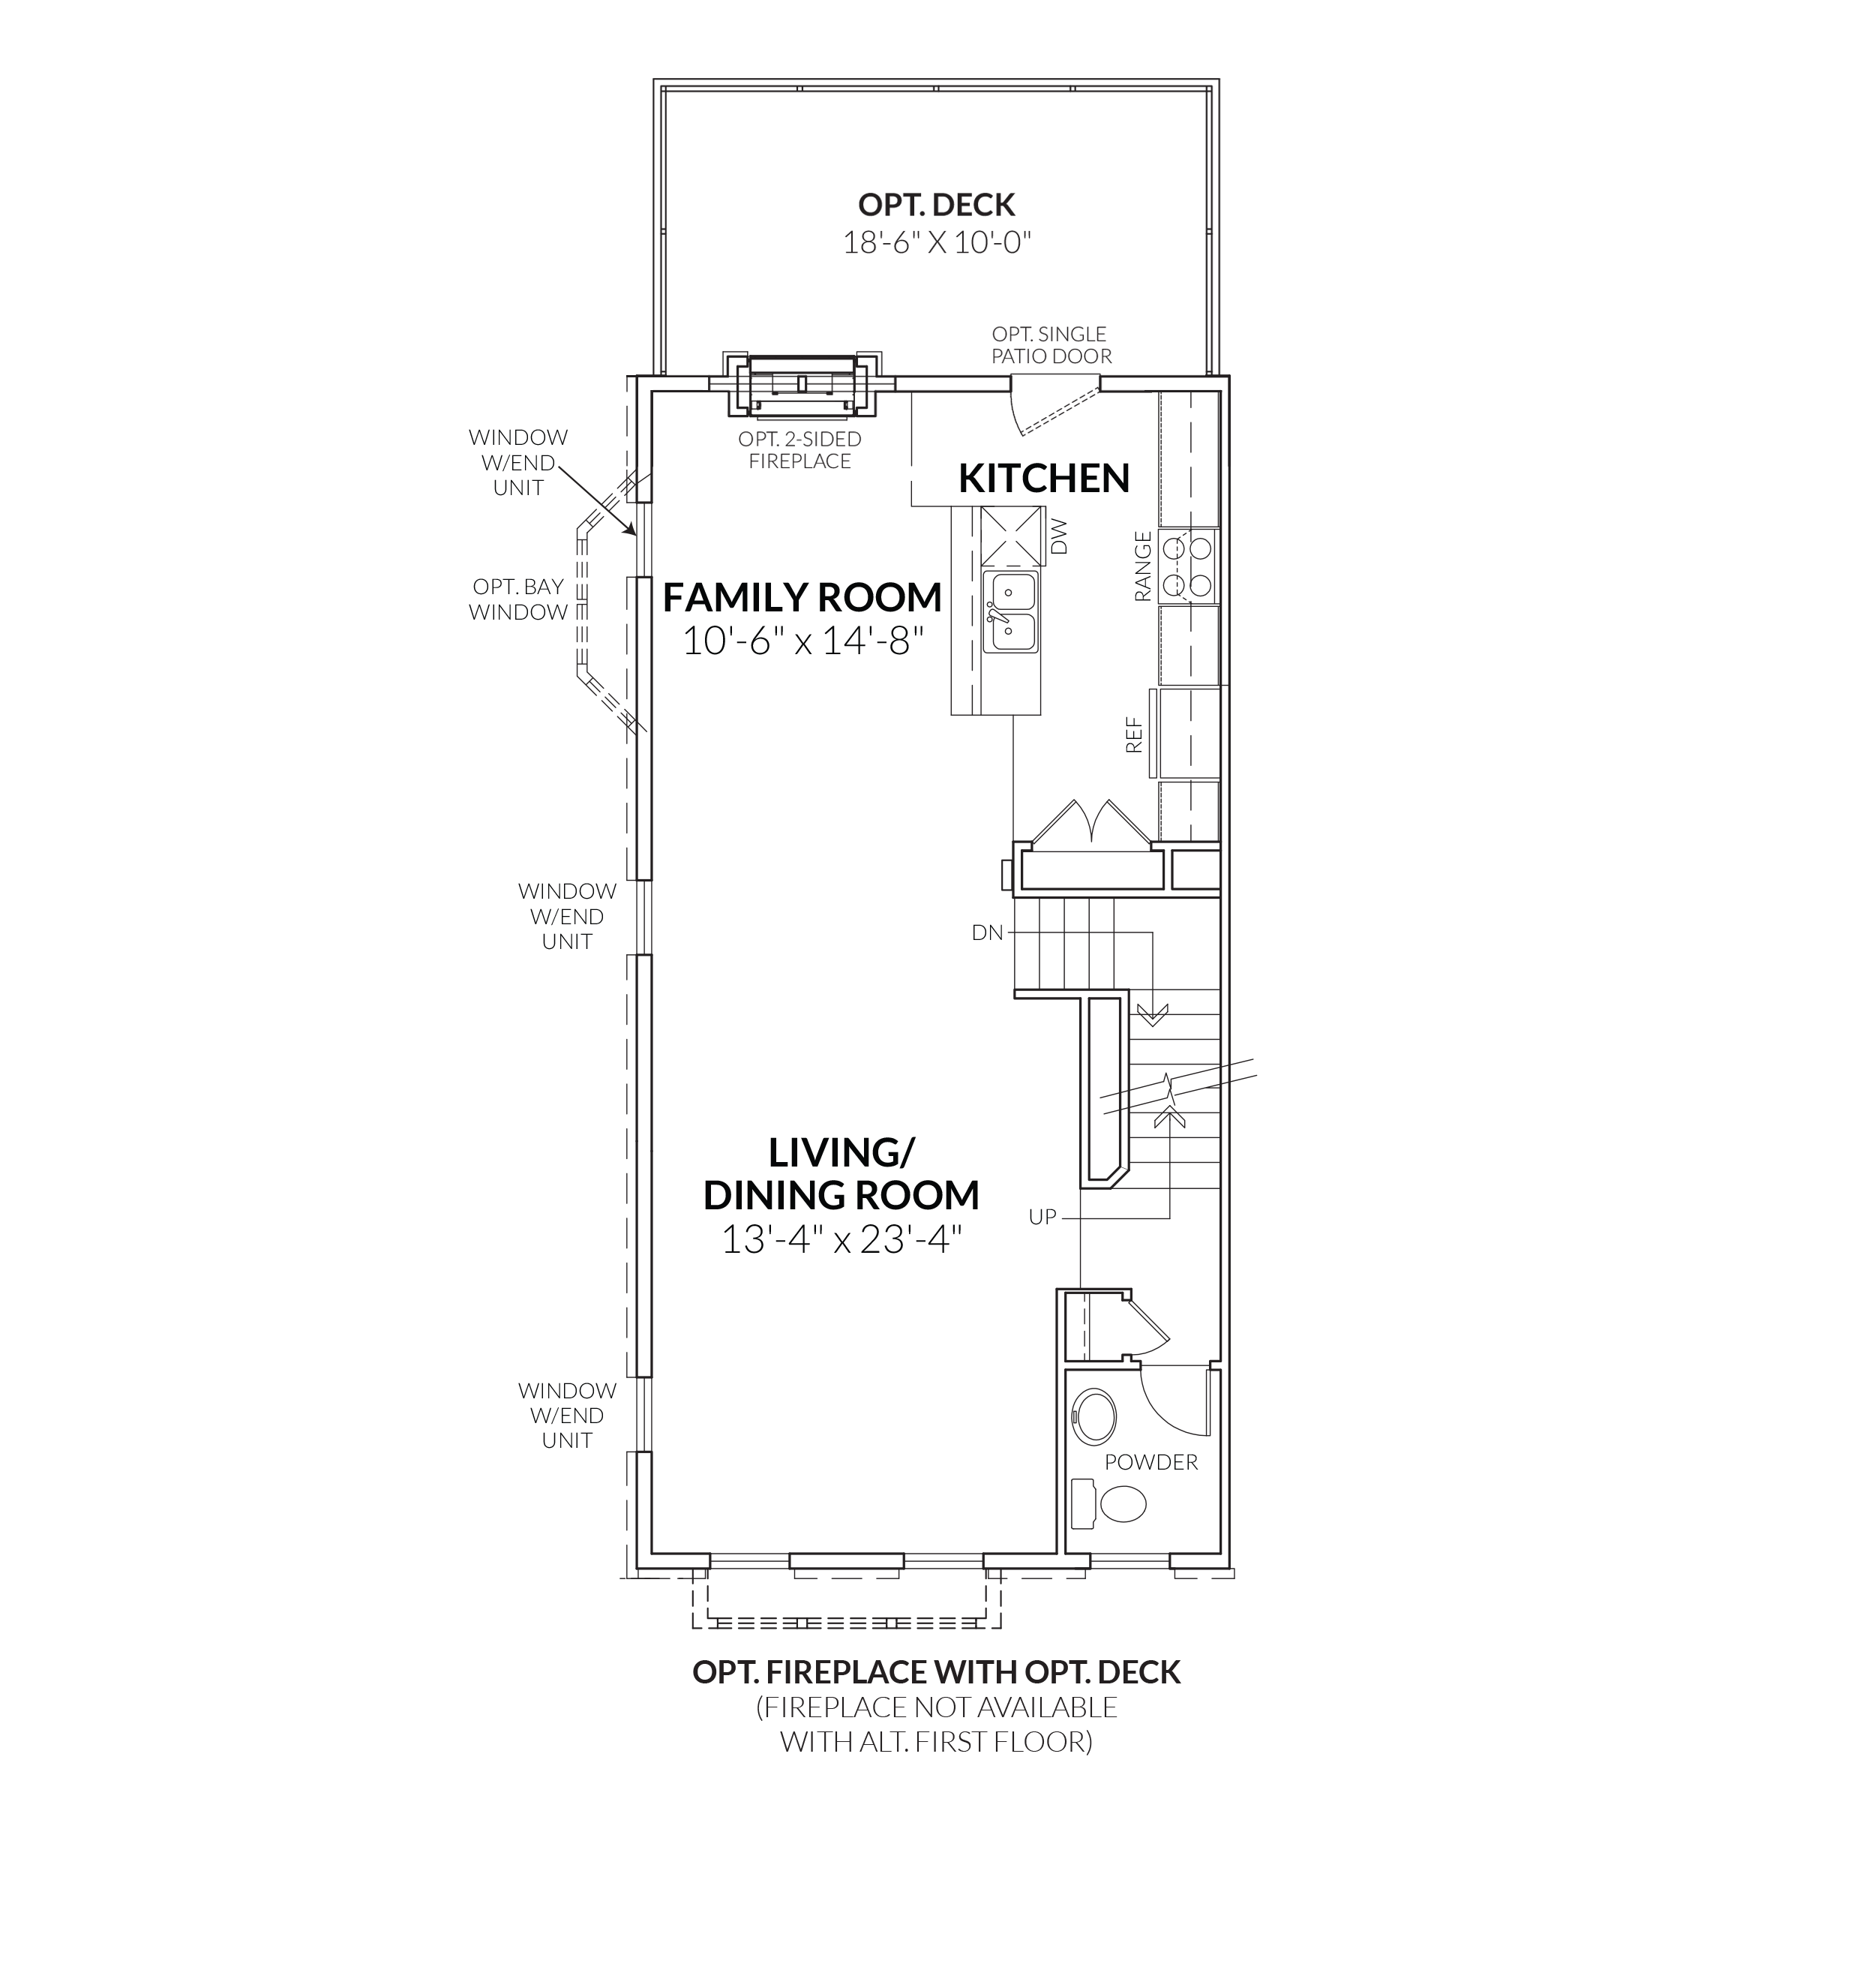 OPT. DECK
18'-6" X 10'-0"
OPT. SINGLE
PATIO DOOR
OPT. 2-SIDED
FIREPLACE
WINDOW
W/END
UNIT
KITCHEN
DW
RANGE
OPT. BAY
WINDOW
FAMILY ROOM
10'-6" x 14'-8"
REF
WINDOW
W/END
UNIT
DN
LIVING/
DINING ROOM
13'-4" x 23'-4"
UP
WINDOW
W/END
UNIT
POWDER
OPT. FIREPLACE WITH OPT. DECK
(FIREPLACE NOT AVAILABLE
WITH ALT. FIRST FLOOR)